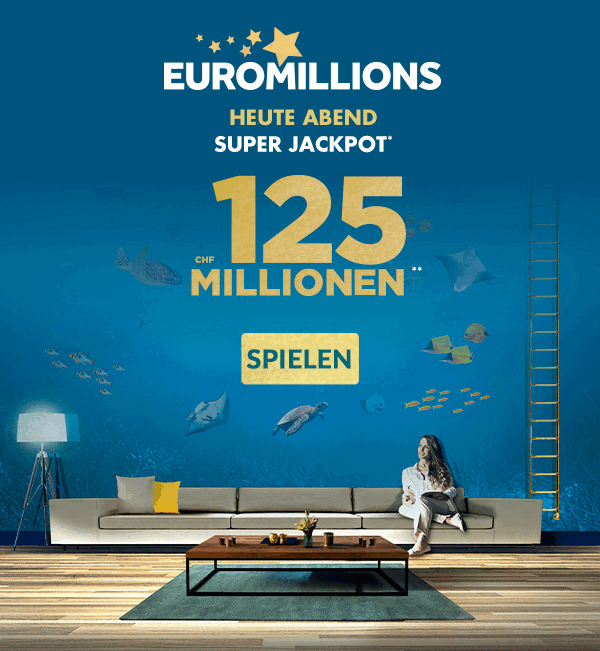 EUROMILLIONS
HEUTE ABEND
SUPER JACKPOT*
CHF 125
MILLIONEN**
SPIELEN